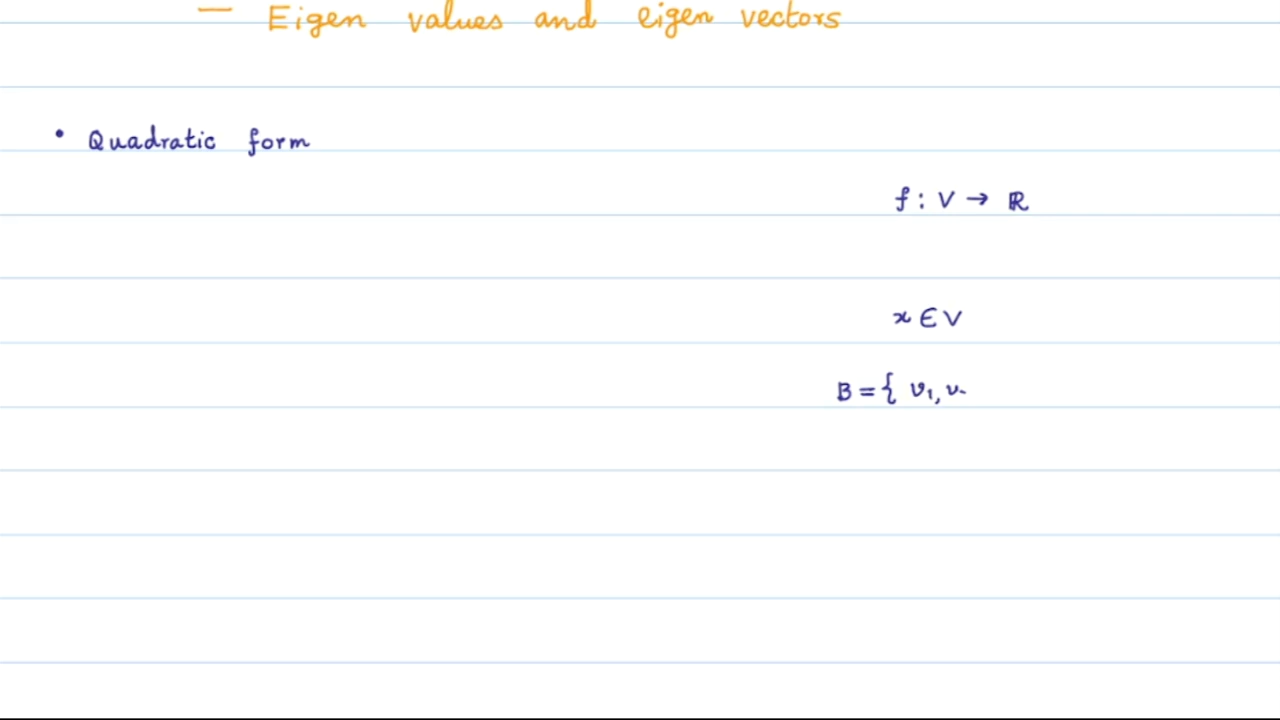 — Eigen values and eigen vectors
• Quadratic form
f : V → ℝ
x ∈ V
B = { v₁, v